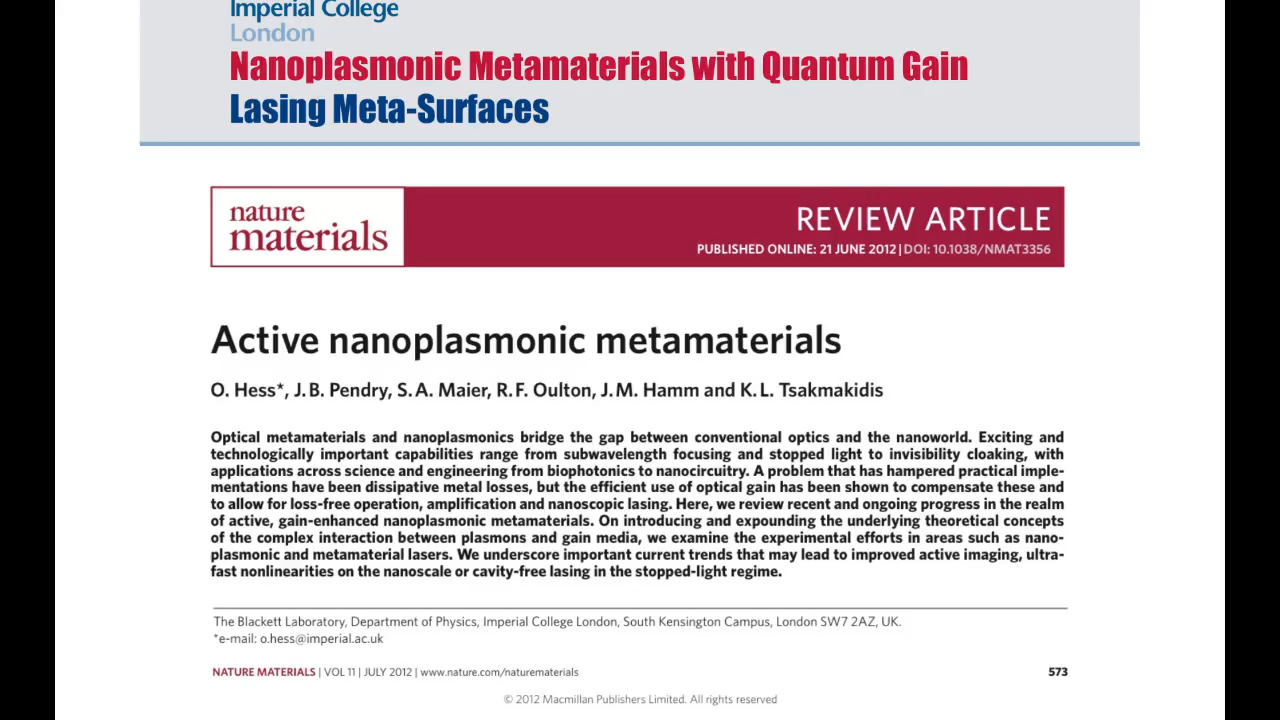 Imperial College
London
Nanoplasmonic Metamaterials with Quantum Gain
Lasing Meta-Surfaces
nature
materials
REVIEW ARTICLE
PUBLISHED ONLINE: 21 JUNE 2012 | DOI: 10.1038/NMAT3356
Active nanoplasmonic metamaterials
O. Hess*, J. B. Pendry, S. A. Maier, R. F. Oulton, J. M. Hamm and K. L. Tsakmakidis
Optical metamaterials and nanoplasmonics bridge the gap between conventional optics and the nanoworld. Exciting and
technologically important capabilities range from subwavelength focusing and stopped light to invisibility cloaking, with
applications across science and engineering from biophotonics to nanocircuitry. A problem that has hampered practical imple-
mentations have been dissipative metal losses, but the efficient use of optical gain has been shown to compensate these and
to allow for loss-free operation, amplification and nanoscopic lasing. Here, we review recent and ongoing progress in the realm
of active, gain-enhanced nanoplasmonic metamaterials. On introducing and expounding the underlying theoretical concepts
of the complex interaction between plasmons and gain media, we examine the experimental efforts in areas such as nano-
plasmonic and metamaterial lasers. We underscore important current trends that may lead to improved active imaging, ultra-
fast nonlinearities on the nanoscale or cavity-free lasing in the stopped-light regime.
The Blackett Laboratory, Department of Physics, Imperial College London, South Kensington Campus, London SW7 2AZ, UK.
*e-mail: o.hess@imperial.ac.uk
NATURE MATERIALS | VOL 11 | JULY 2012 | www.nature.com/naturematerials 573
© 2012 Macmillan Publishers Limited. All rights reserved